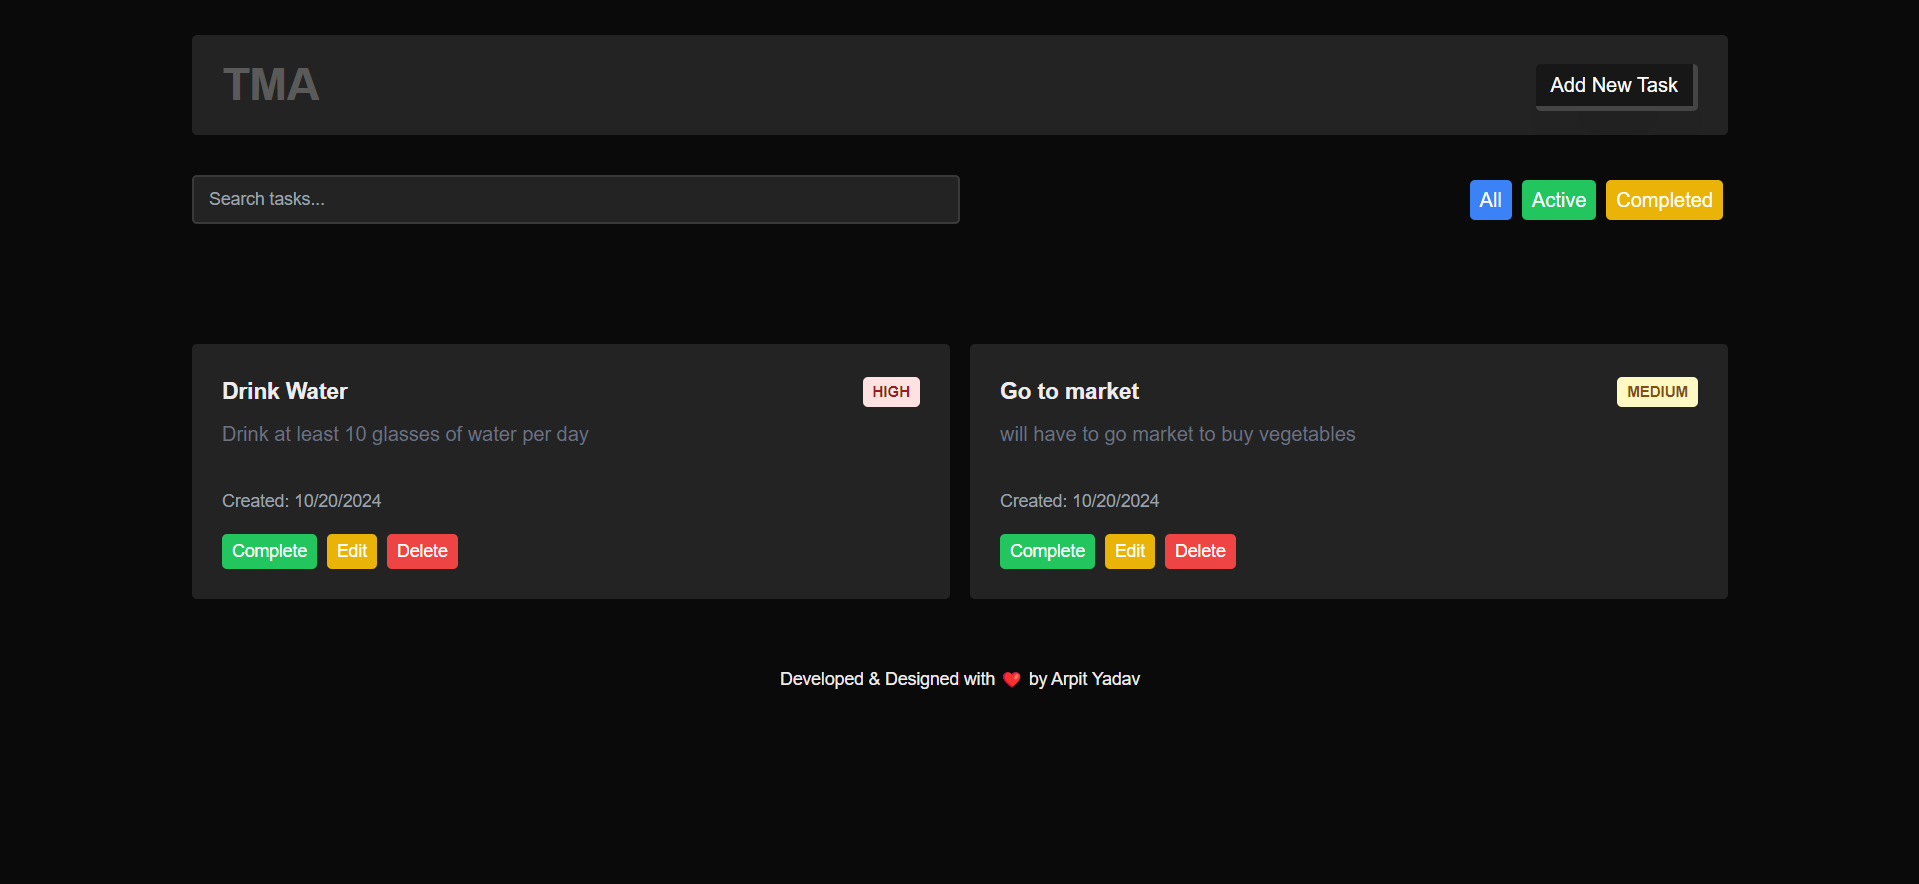 TMA
Add New Task
Search tasks...
All Active Completed
Drink Water
HIGH
Drink at least 10 glasses of water per day
Created: 10/20/2024
Complete Edit Delete
Go to market
MEDIUM
will have to go market to buy vegetables
Created: 10/20/2024
Complete Edit Delete
Developed & Designed with ❤️ by Arpit Yadav